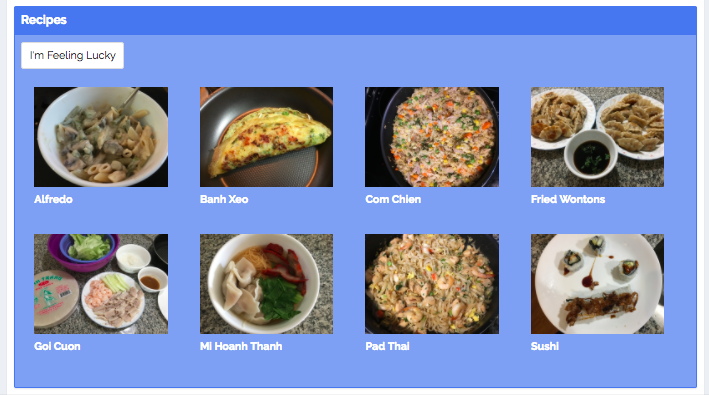 Recipes
I'm Feeling Lucky
Alfredo
Banh Xeo
Com Chien
Fried Wontons
Goi Cuon
Mi Hoanh Thanh
Pad Thai
Sushi